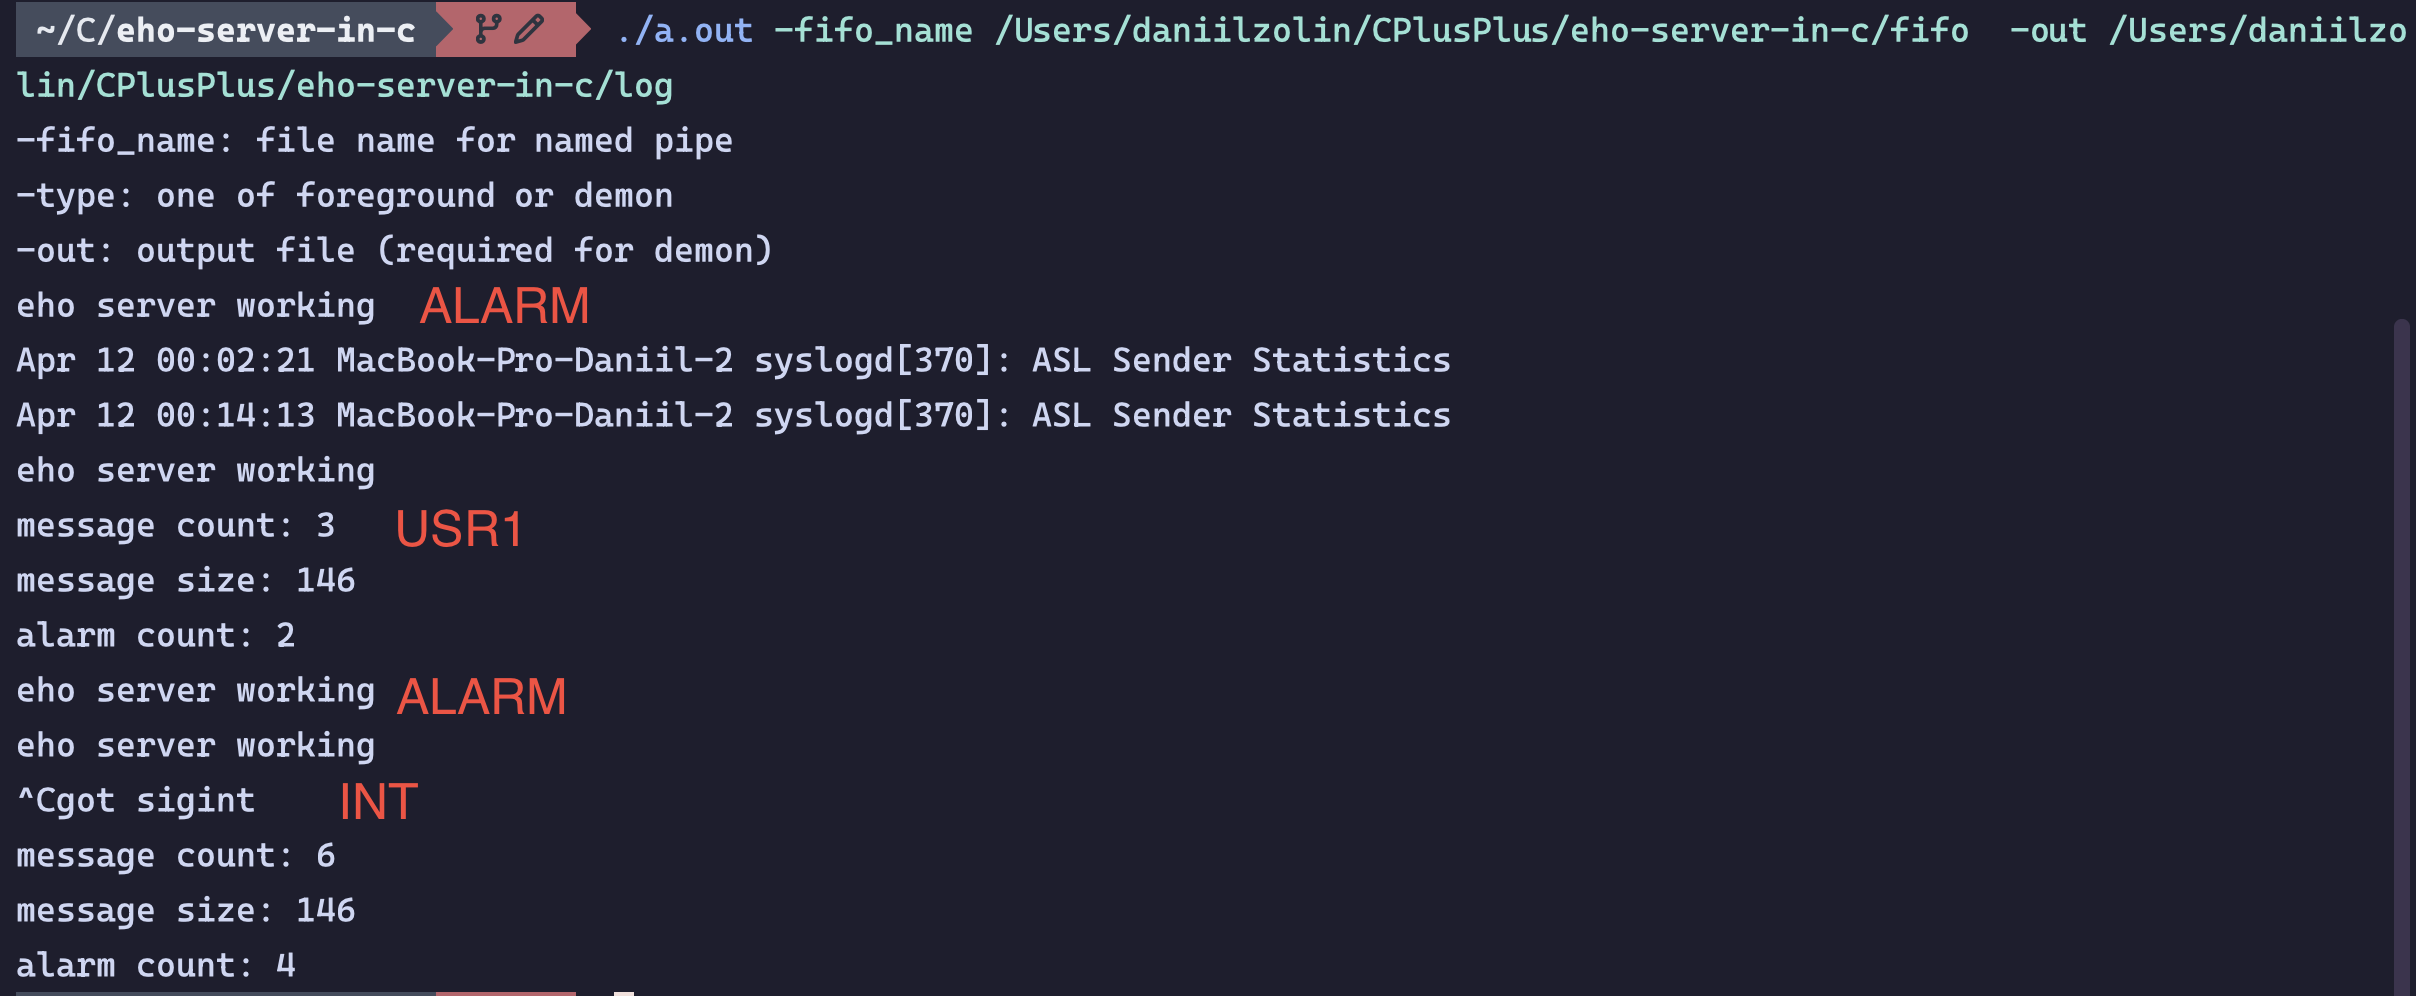 ~/C/eho-server-in-c ./a.out -fifo_name /Users/daniilzolin/CPlusPlus/eho-server-in-c/fifo  -out /Users/daniilzo
lin/CPlusPlus/eho-server-in-c/log
-fifo_name: file name for named pipe
-type: one of foreground or demon
-out: output file (required for demon)
eho server working ALARM
Apr 12 00:02:21 MacBook-Pro-Daniil-2 syslogd[370]: ASL Sender Statistics
Apr 12 00:14:13 MacBook-Pro-Daniil-2 syslogd[370]: ASL Sender Statistics
eho server working
message count: 3 USR1
message size: 146
alarm count: 2
eho server working ALARM
eho server working
^Cgot sigint INT
message count: 6
message size: 146
alarm count: 4